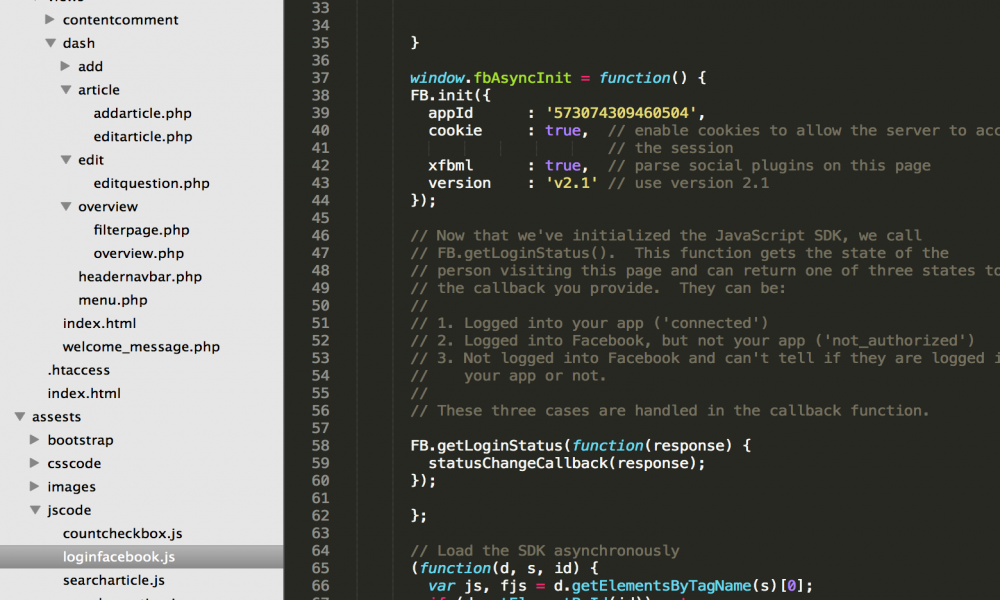 contentcomment
dash
add
article
addarticle.php
editarticle.php
edit
editquestion.php
overview
filterpage.php
overview.php
headernavbar.php
menu.php
index.html
welcome_message.php
.htaccess
index.html
assests
bootstrap
csscode
images
jscode
countcheckbox.js
loginfacebook.js
searcharticle.js
33
34
35 }
36
37 window.fbAsyncInit = function() {
38 FB.init({
39 appId : '573074309460504',
40 cookie : true, // enable cookies to allow the server to acc
41 // the session
42 xfbml : true, // parse social plugins on this page
43 version : 'v2.1' // use version 2.1
44 });
45
46 // Now that we've initialized the JavaScript SDK, we call
47 // FB.getLoginStatus(). This function gets the state of the
48 // person visiting this page and can return one of three states to
49 // the callback you provide. They can be:
50 //
51 // 1. Logged into your app ('connected')
52 // 2. Logged into Facebook, but not your app ('not_authorized')
53 // 3. Not logged into Facebook and can't tell if they are logged i
54 // your app or not.
55 //
56 // These three cases are handled in the callback function.
57
58 FB.getLoginStatus(function(response) {
59 statusChangeCallback(response);
60 });
61
62 };
63
64 // Load the SDK asynchronously
65 (function(d, s, id) {
66 var js, fjs = d.getElementsByTagName(s)[0];